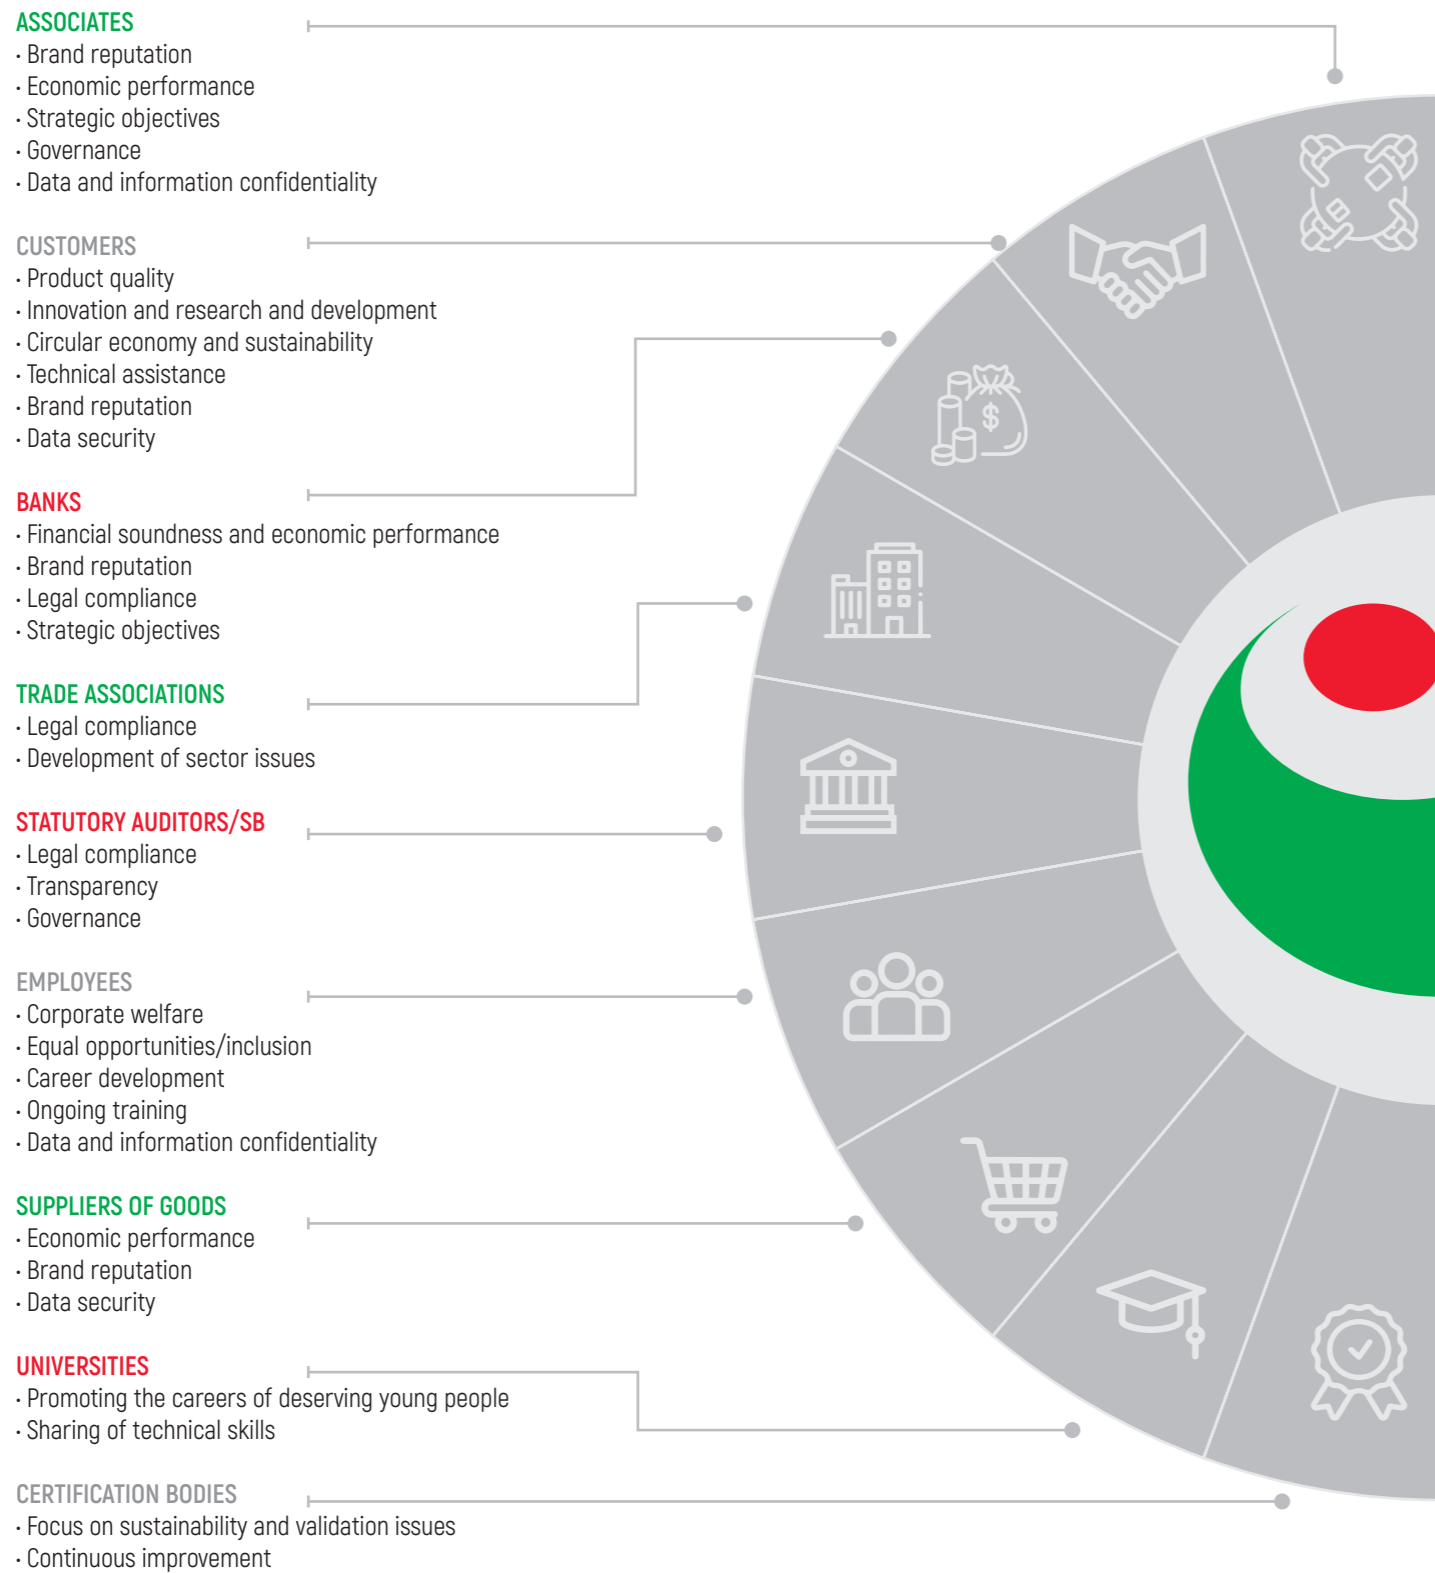 ASSOCIATES
· Brand reputation
· Economic performance
· Strategic objectives
· Governance
· Data and information confidentiality
CUSTOMERS
· Product quality
· Innovation and research and development
· Circular economy and sustainability
· Technical assistance
· Brand reputation
· Data security
BANKS
· Financial soundness and economic performance
· Brand reputation
· Legal compliance
· Strategic objectives
TRADE ASSOCIATIONS
· Legal compliance
· Development of sector issues
STATUTORY AUDITORS/SB
· Legal compliance
· Transparency
· Governance
EMPLOYEES
· Corporate welfare
· Equal opportunities/inclusion
· Career development
· Ongoing training
· Data and information confidentiality
SUPPLIERS OF GOODS
· Economic performance
· Brand reputation
· Data security
UNIVERSITIES
· Promoting the careers of deserving young people
· Sharing of technical skills
CERTIFICATION BODIES
· Focus on sustainability and validation issues
· Continuous improvement
$